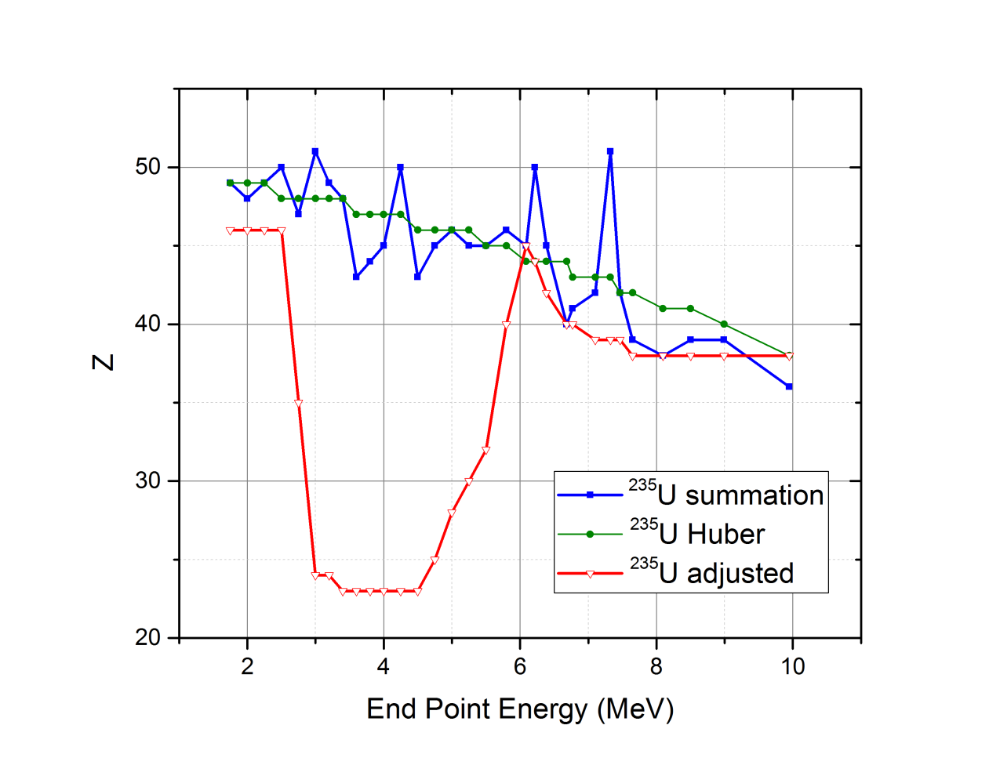 50
40
30
20
Z
²³⁵U summation
²³⁵U Huber
²³⁵U adjusted
2 4 6 8 10
End Point Energy (MeV)